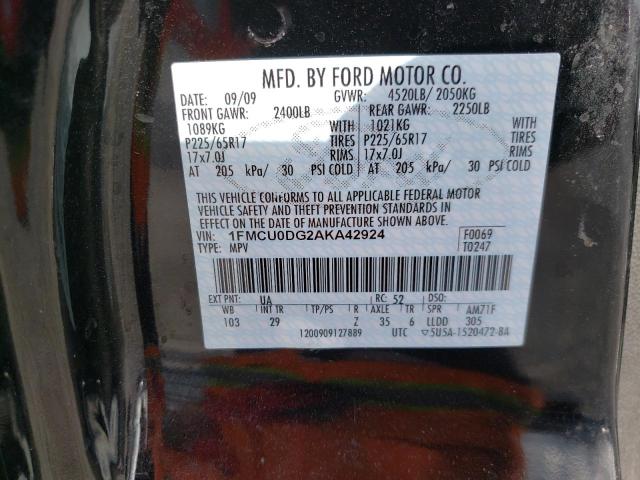 MFD. BY FORD MOTOR CO.
DATE: 09/09 GVWR: 4520LB/ 2050KG
FRONT GAWR: 2400LB REAR GAWR: 2250LB
1089KG WITH 1021KG WITH
P225/65R17 TIRES P225/65R17 TIRES
17x7.0J RIMS 17x7.0J RIMS
AT 205 kPa/ 30 PSI COLD AT 205 kPa/ 30 PSI COLD
THIS VEHICLE CONFORMS TO ALL APPLICABLE FEDERAL MOTOR
VEHICLE SAFETY AND THEFT PREVENTION STANDARDS IN
EFFECT ON THE DATE OF MANUFACTURE SHOWN ABOVE.
VIN: 1FMCU0DG2AKA42924 F0069
TYPE: MPV T0247
EXT PNT: UA RC: 52 DSO:
WB INT TR TP/PS R AXLE TR SPR AM71F
103 29 Z 35 6 LLDD 305
1200909127889 UTC ▽5U5A-1520472-BA